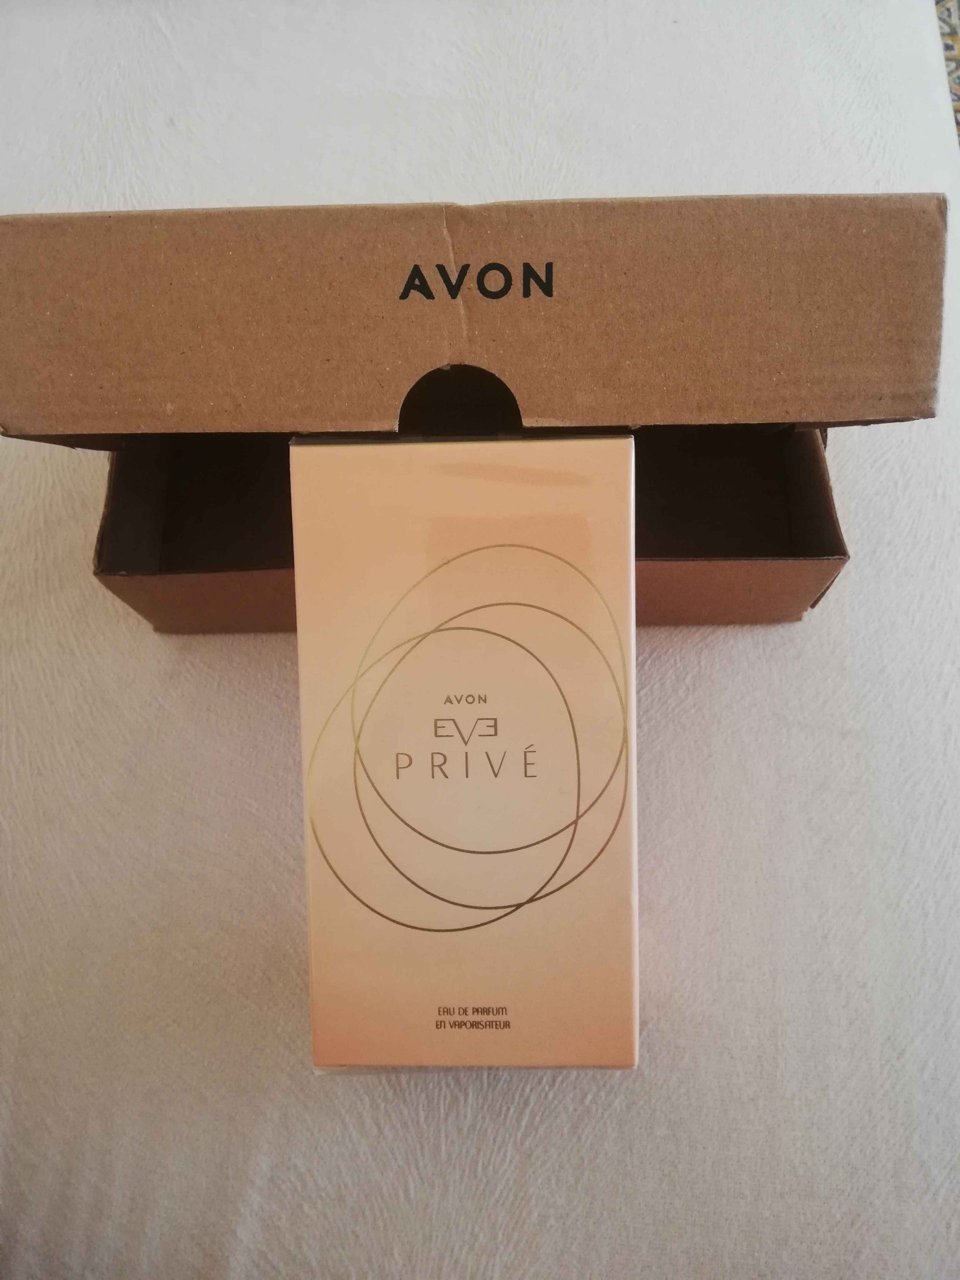 AVON
AVON
EVE
PRIVÉ
EAU DE PARFUM
EN VAPORISATEUR